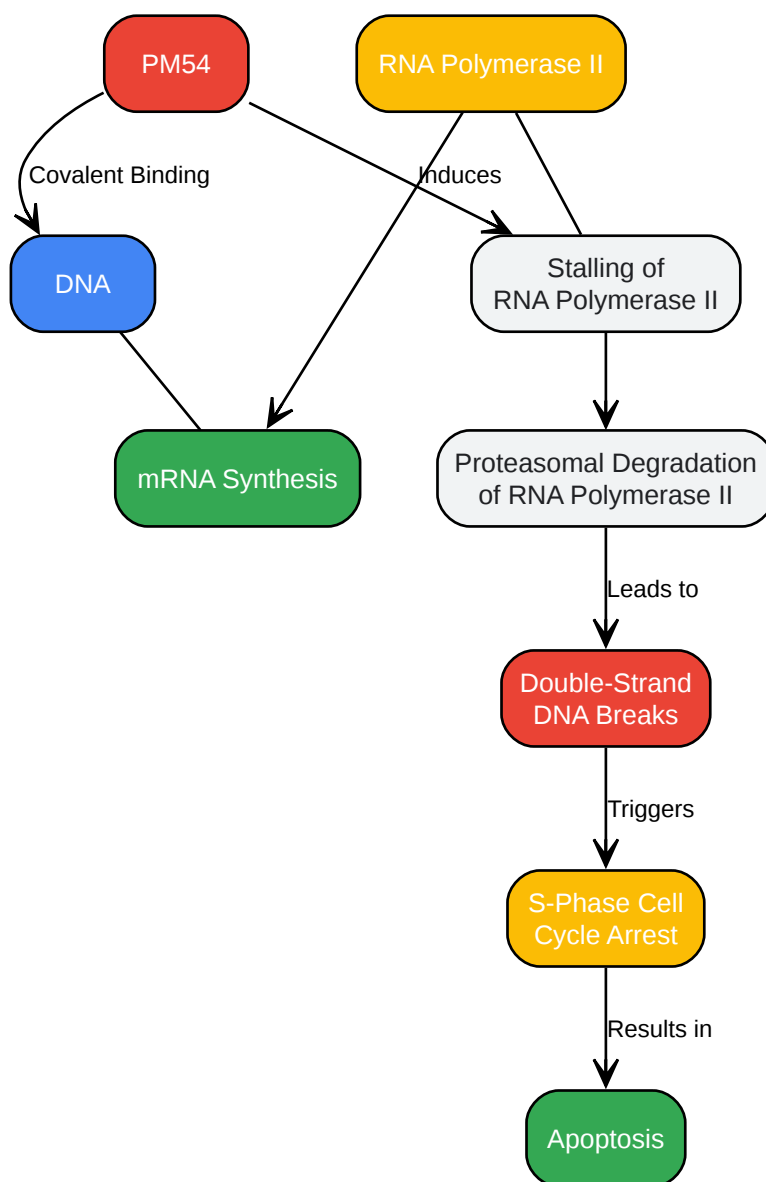 PM54
RNA Polymerase II
Covalent Binding
Induces
DNA
Stalling of
RNA Polymerase II
mRNA Synthesis
Proteasomal Degradation
of RNA Polymerase II
Leads to
Double-Strand
DNA Breaks
Triggers
S-Phase Cell
Cycle Arrest
Results in
Apoptosis